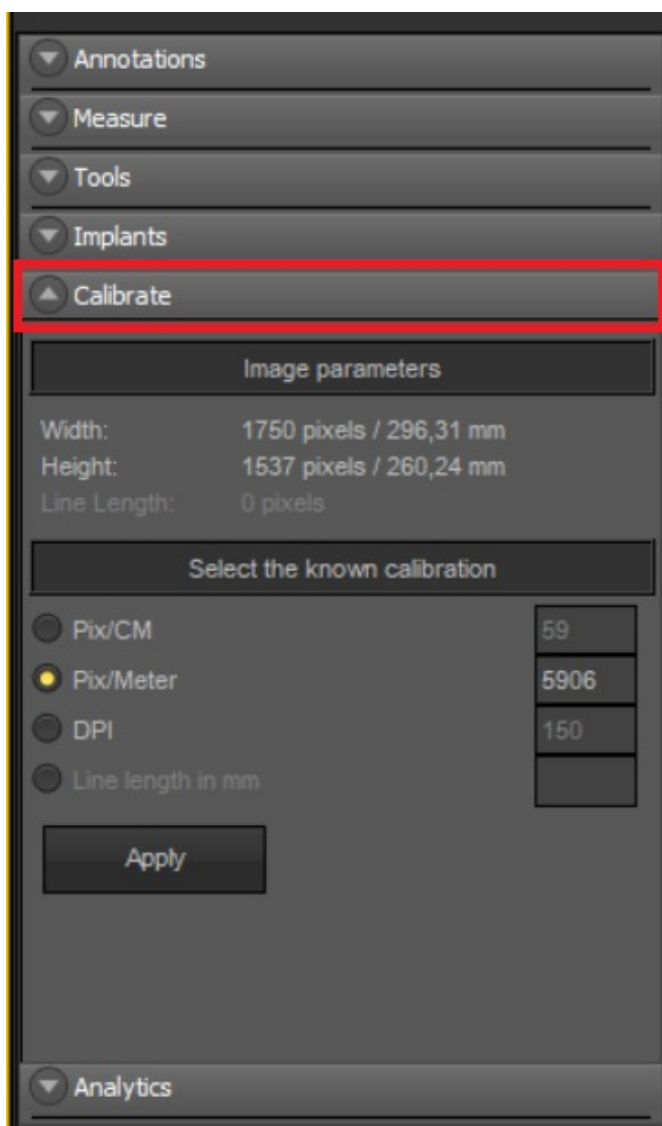 Annotations
Measure
Tools
Implants
Calibrate
Image parameters
Width: 1750 pixels / 296,31 mm
Height: 1537 pixels / 260,24 mm
Line Length: 0 pixels
Select the known calibration
Pix/CM 59
Pix/Meter 5906
DPI 150
Line length in mm
Apply
Analytics